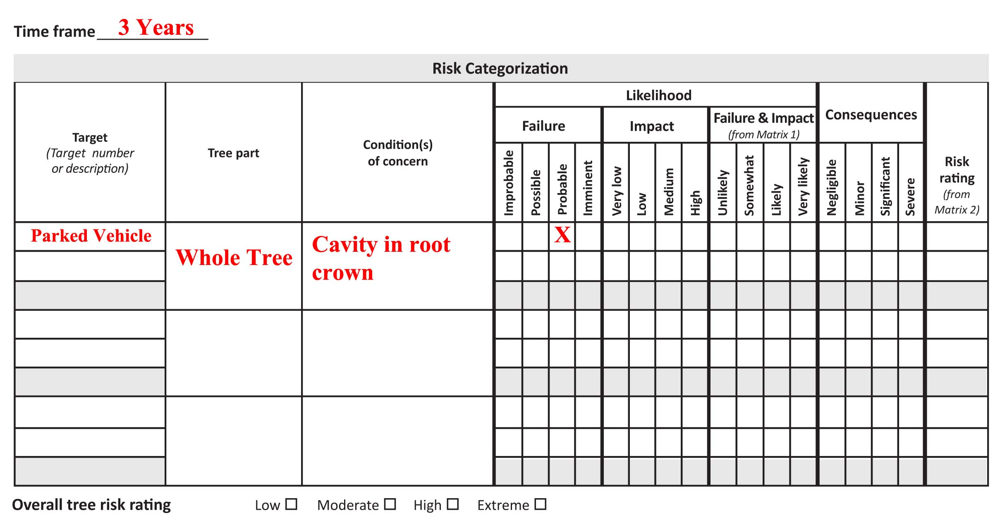 Time frame 3 Years
Risk Categorization
Likelihood
Failure
Impact
Failure & Impact
(from Matrix 1)
Consequences
Target
(Target number
or description)
Tree part
Condition(s)
of concern
Improbable
Possible
Probable
Imminent
Very low
Low
Medium
High
Unlikely
Somewhat
Likely
Very likely
Negligible
Minor
Significant
Severe
Risk
rating
(from
Matrix 2)
Parked Vehicle
Whole Tree
Cavity in root
crown
X
Overall tree risk rating Low Moderate High Extreme